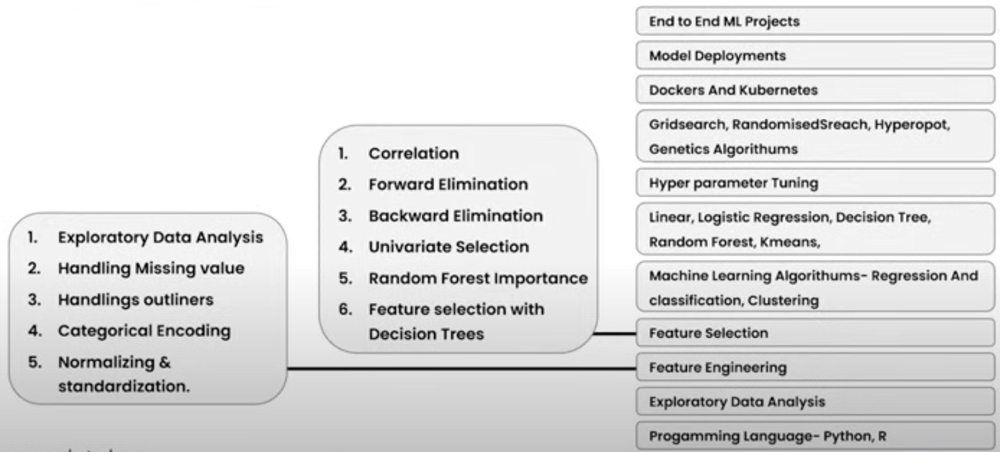 End to End ML Projects
Model Deployments
Dockers And Kubernetes
Gridsearch, RandomisedSreach, Hyperopot,
Genetics Algorithums
Hyper parameter Tuning
Linear, Logistic Regression, Decision Tree,
Random Forest, Kmeans,
Machine Learning Algorithums- Regression And
classification, Clustering
Feature Selection
Feature Engineering
Exploratory Data Analysis
Progamming Language- Python, R
1. Correlation
2. Forward Elimination
3. Backward Elimination
4. Univariate Selection
5. Random Forest Importance
6. Feature selection with
Decision Trees
1. Exploratory Data Analysis
2. Handling Missing value
3. Handlings outliners
4. Categorical Encoding
5. Normalizing &
standardization.